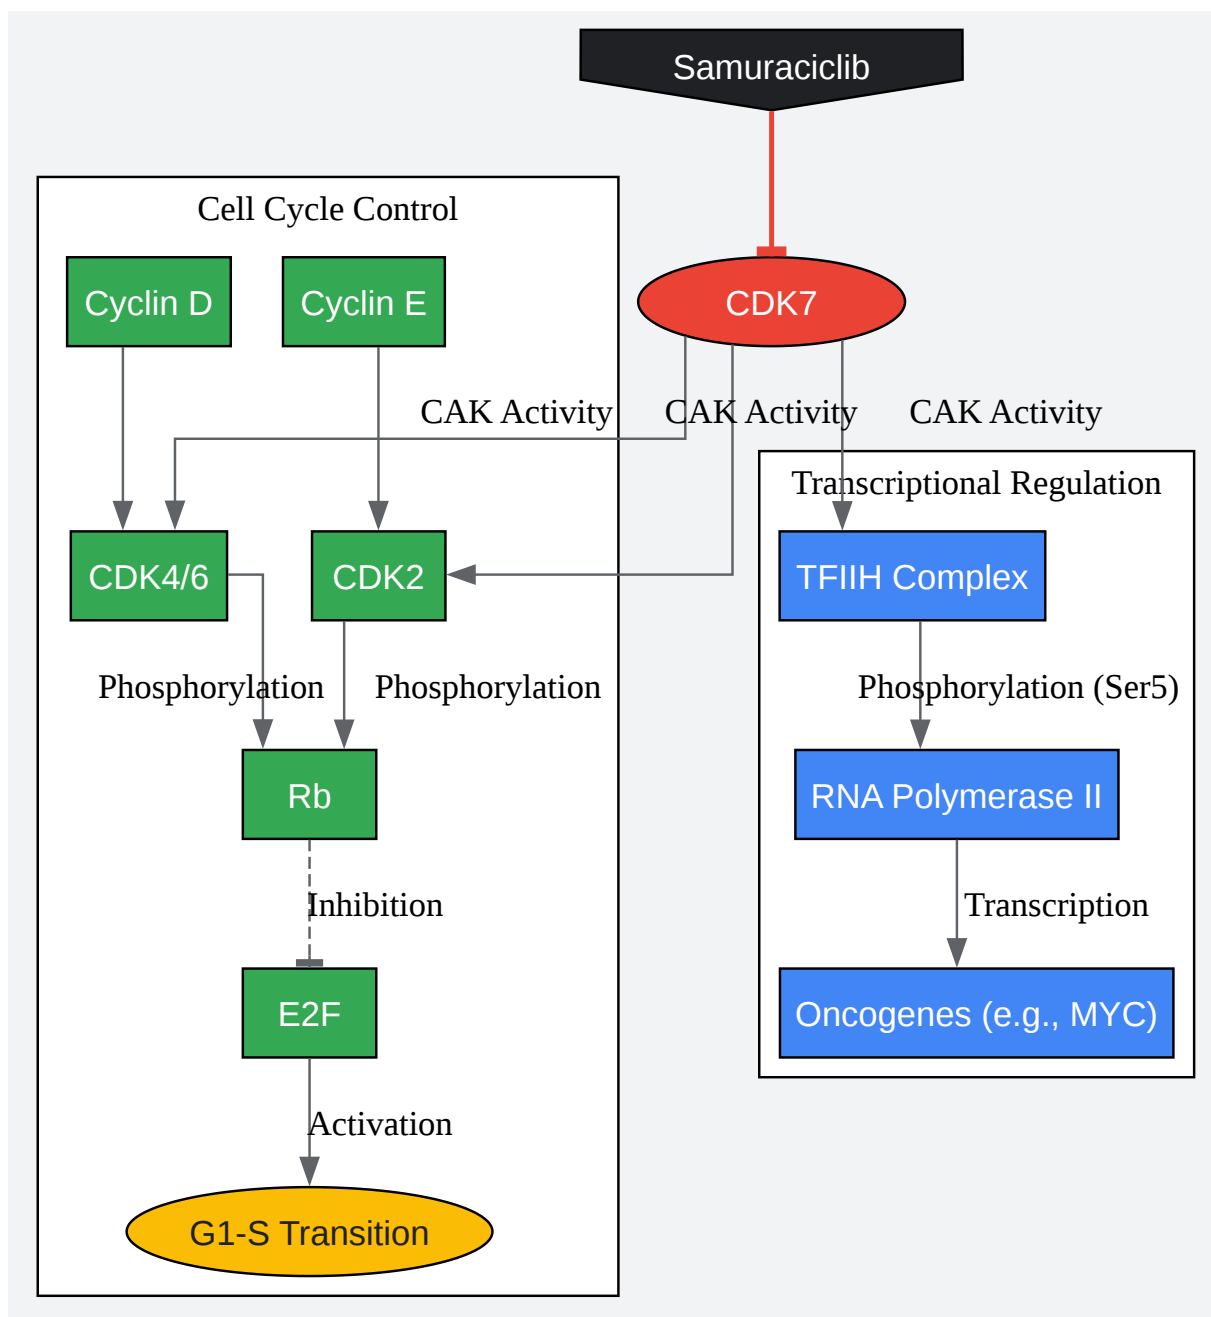 Samuraciclib
Cell Cycle Control
Cyclin D
Cyclin E
CDK7
CAK Activity
CAK Activity
CAK Activity
Transcriptional Regulation
CDK4/6
CDK2
TFIIH Complex
Phosphorylation
Phosphorylation
Phosphorylation (Ser5)
Rb
RNA Polymerase II
Inhibition
Transcription
E2F
Oncogenes (e.g., MYC)
Activation
G1-S Transition